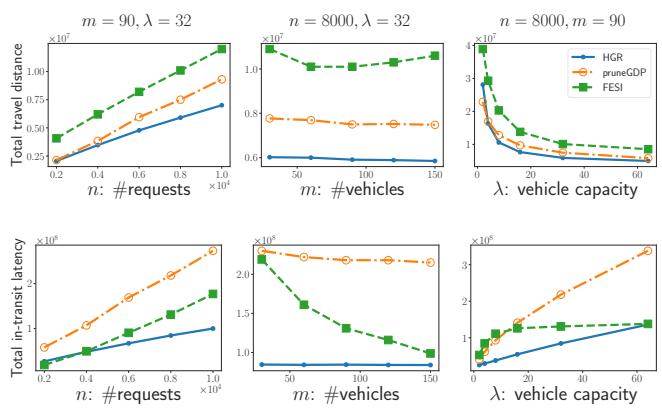 m = 90, λ = 32
n = 8000, λ = 32
n = 8000, m = 90
×10⁷
×10⁷
×10⁷
Total travel distance
1.00
0.75
0.50
0.25
0.2 0.4 0.6 0.8 1.0
×10⁴
n: #requests
1.0
0.8
0.6
50 100 150
m: #vehicles
4
3
2
1
HGR
pruneGDP
FESI
0 20 40 60
λ: vehicle capacity
×10⁸
×10⁸
×10⁸
Total in-transit latency
2
1
0.2 0.4 0.6 0.8 1.0
×10⁴
n: #requests
2.0
1.5
1.0
50 100 150
m: #vehicles
3
2
1
0 20 40 60
λ: vehicle capacity